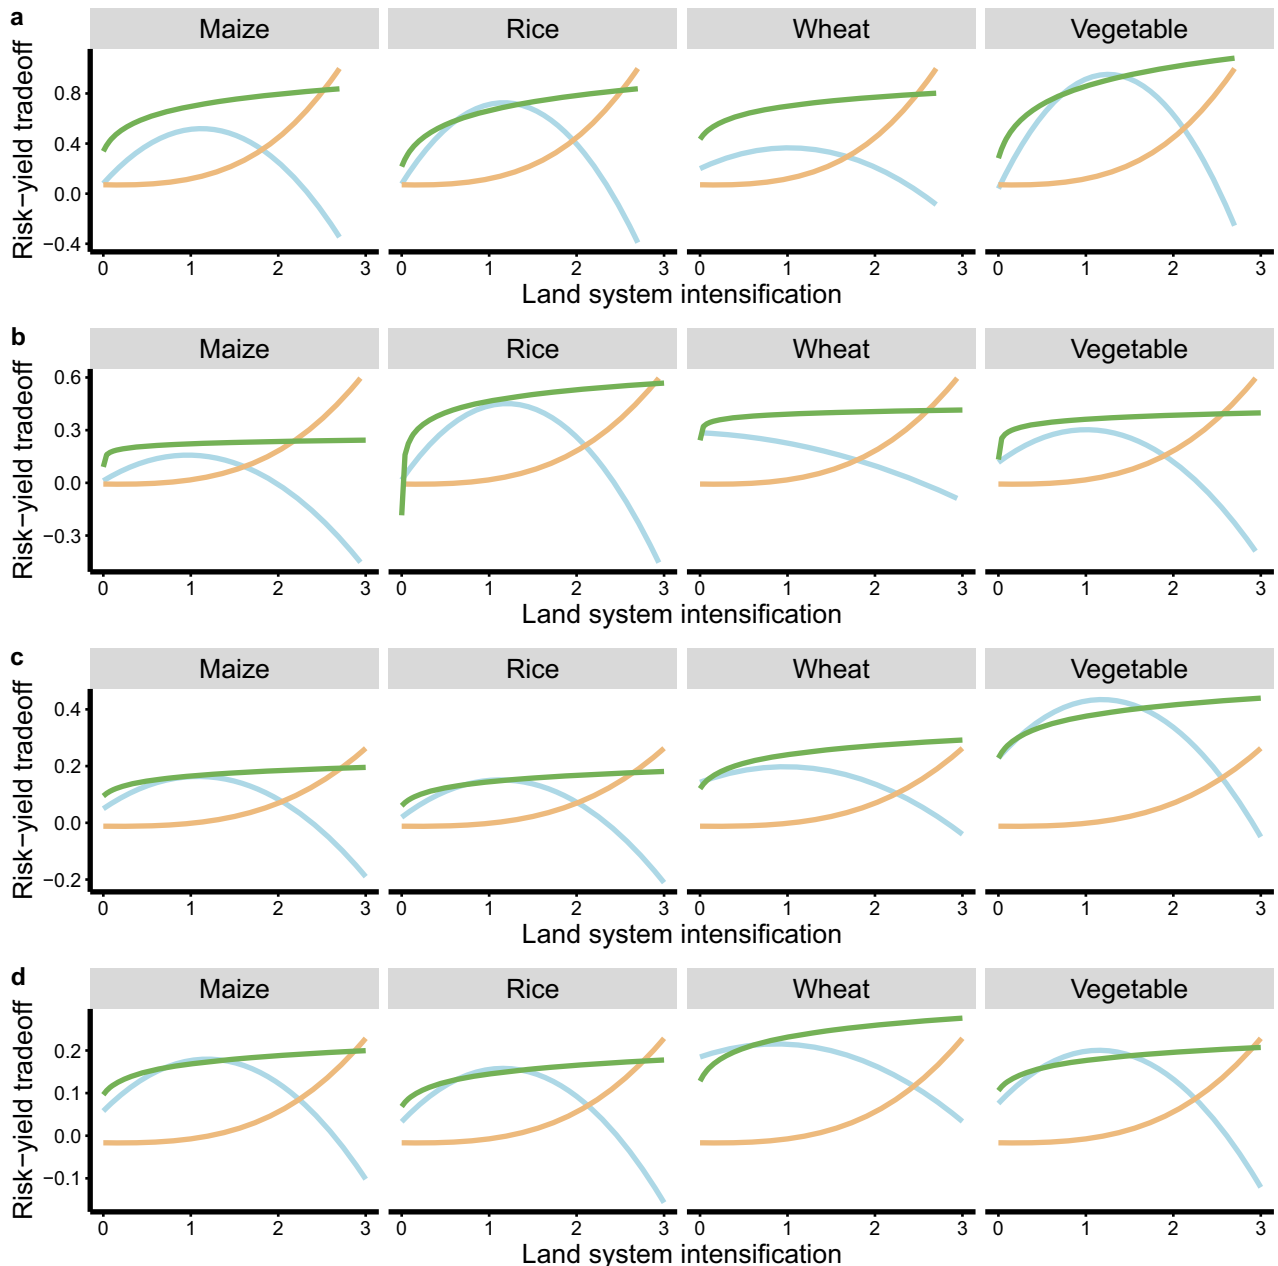 a
Maize Rice Wheat Vegetable
Risk−yield tradeoff
0.8
0.4
0.0
−0.4
0 1 2 3 0 1 2 3 0 1 2 3 0 1 2 3
Land system intensification
b
Maize Rice Wheat Vegetable
Risk−yield tradeoff
0.6
0.3
0.0
−0.3
0 1 2 3 0 1 2 3 0 1 2 3 0 1 2 3
Land system intensification
c
Maize Rice Wheat Vegetable
Risk−yield tradeoff
0.4
0.2
0.0
−0.2
0 1 2 3 0 1 2 3 0 1 2 3 0 1 2 3
Land system intensification
d
Maize Rice Wheat Vegetable
Risk−yield tradeoff
0.2
0.1
0.0
−0.1
0 1 2 3 0 1 2 3 0 1 2 3 0 1 2 3
Land system intensification